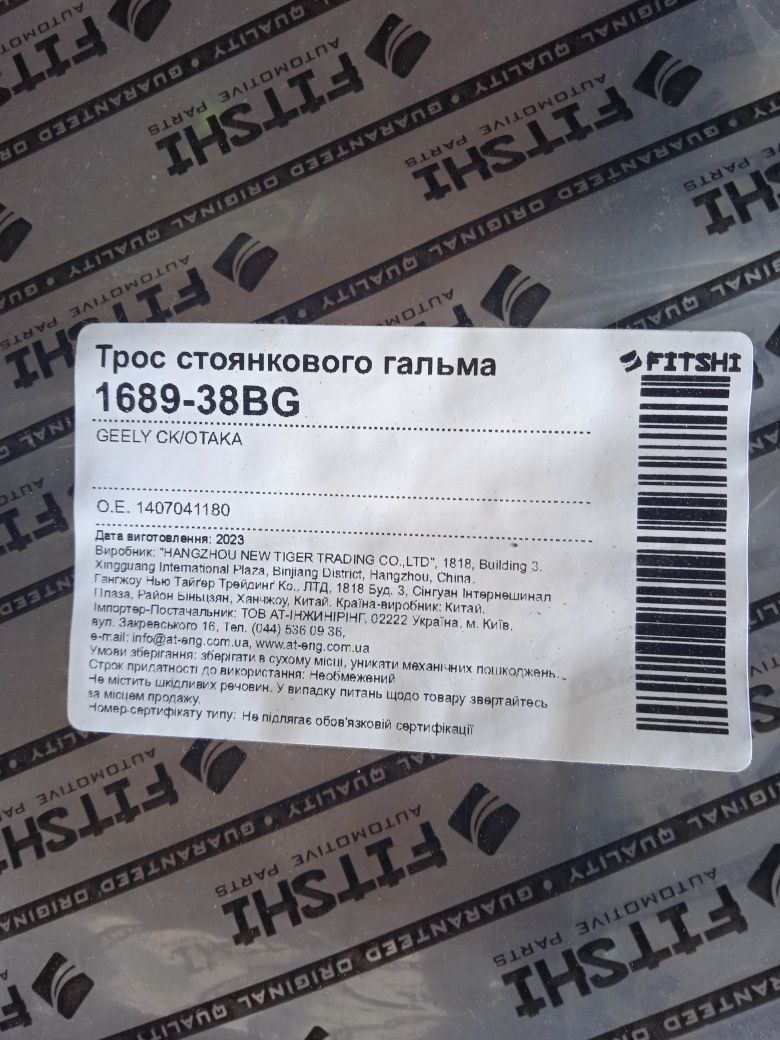 Трос стоянкового гальма
FITSHI
1689-38BG
GEELY CK/OTAKA
O.E. 1407041180
Дата виготовлення: 2023
Виробник: "HANGZHOU NEW TIGER TRADING CO.,LTD", 1818, Building 3.
Xingguang International Plaza, Binjiang District, Hangzhou, China.
Гангжоу Нью Тайгер Трейдинг Ко., ЛТД, 1818 Буд. 3, Сінгуан Інтернешинал
Плаза, Район Біньцзян, Ханчжоу, Китай. Країна-виробник: Китай.
Імпортер-Постачальник: ТОВ АТ-ІНЖИНІРІНГ, 02222 Україна. м. Київ.
вул. Закревського 16, Тел. (044) 536 09 36,
e-mail: info@at-eng.com.ua, www.at-eng.com.ua
Умови зберігання: зберігати в сухому місці, уникати механічних пошкоджень.
Строк придатності до використання: Необмежений
Не містить шкідливих речовин. У випадку питань щодо товару звертайтесь
за місцем продажу.
Номер сертифікату типу: Не підлягає обов'язковій сертифікації
FITSHI
AUTOMOTIVE PARTS
GUARANTEED ORIGINAL QUALITY • GUARANTEED ORIGINAL QUALITY